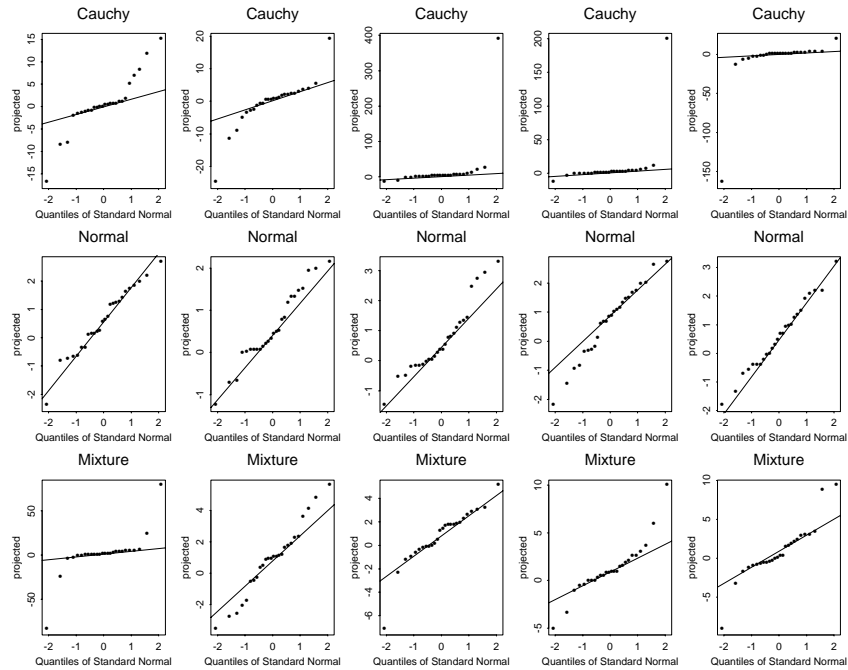 Cauchy Cauchy Cauchy Cauchy Cauchy
projected projected projected projected projected
15 10 5 0 -5 -10 -15
20 10 0 -10 -20
400 300 200 100 0
200 150 100 50 0
0 -50 -100 -150
-2 -1 0 1 2 -2 -1 0 1 2 -2 -1 0 1 2 -2 -1 0 1 2 -2 -1 0 1 2
Quantiles of Standard Normal Quantiles of Standard Normal Quantiles of Standard Normal Quantiles of Standard Normal Quantiles of Standard Normal
Normal Normal Normal Normal Normal
projected projected projected projected projected
2 1 0 -1 -2
2 1 0 -1
3 2 1 0 -1
2 1 0 -1 -2
3 2 1 0 -1 -2
-2 -1 0 1 2 -2 -1 0 1 2 -2 -1 0 1 2 -2 -1 0 1 2 -2 -1 0 1 2
Quantiles of Standard Normal Quantiles of Standard Normal Quantiles of Standard Normal Quantiles of Standard Normal Quantiles of Standard Normal
Mixture Mixture Mixture Mixture Mixture
projected projected projected projected projected
50 0 -50
4 2 0 -2
4 2 0 -2 -4 -6
10 5 0 -5
10 5 0 -5
-2 -1 0 1 2 -2 -1 0 1 2 -2 -1 0 1 2 -2 -1 0 1 2 -2 -1 0 1 2
Quantiles of Standard Normal Quantiles of Standard Normal Quantiles of Standard Normal Quantiles of Standard Normal Quantiles of Standard Normal